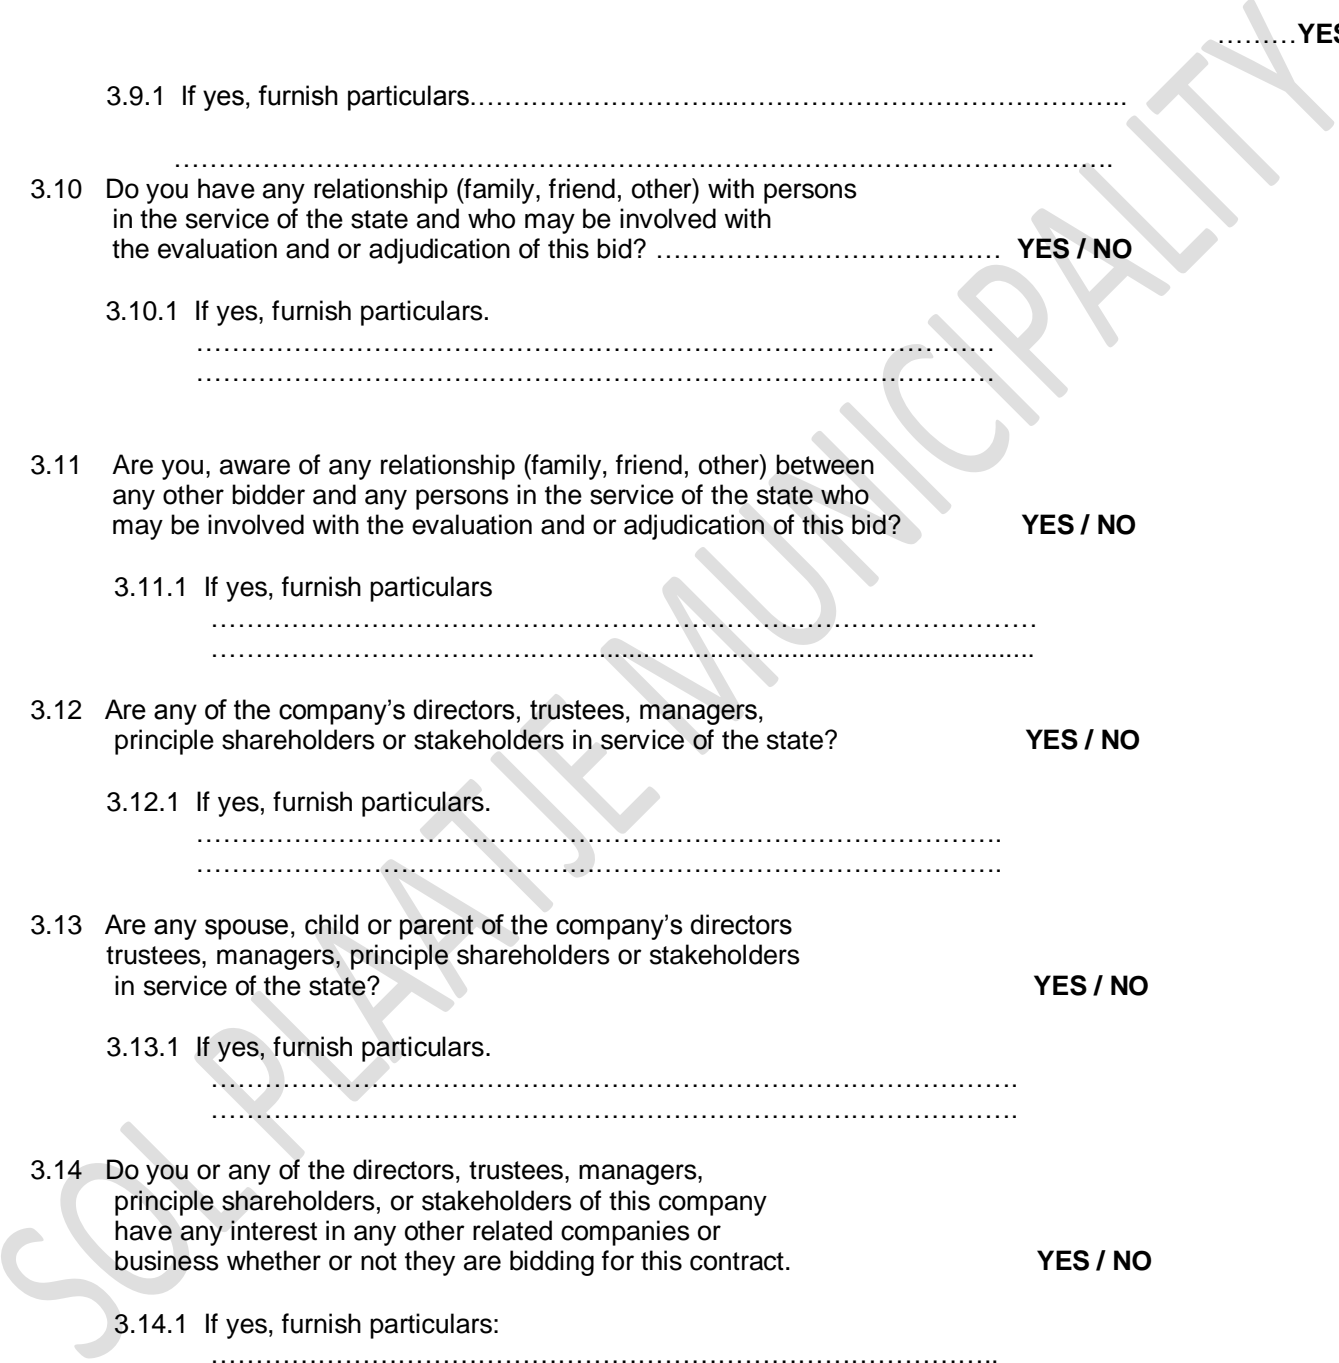 ………YES
3.9.1 If yes, furnish particulars………………………...……………………………………..
…………………………………………………………………………………………….
3.10 Do you have any relationship (family, friend, other) with persons
in the service of the state and who may be involved with
the evaluation and or adjudication of this bid? ………………………………… YES / NO
3.10.1 If yes, furnish particulars.
………………………………………………………………………………
………………………………………………………………………………
3.11 Are you, aware of any relationship (family, friend, other) between
any other bidder and any persons in the service of the state who
may be involved with the evaluation and or adjudication of this bid? YES / NO
3.11.1 If yes, furnish particulars
…………………………………………………………………………………
……………………………………...........................................................
3.12 Are any of the company’s directors, trustees, managers,
principle shareholders or stakeholders in service of the state? YES / NO
3.12.1 If yes, furnish particulars.
……………………………………………………………………………….
……………………………………………………………………………….
3.13 Are any spouse, child or parent of the company’s directors
trustees, managers, principle shareholders or stakeholders
in service of the state? YES / NO
3.13.1 If yes, furnish particulars.
……………………………………………………………………………….
……………………………………………………………………………….
3.14 Do you or any of the directors, trustees, managers,
principle shareholders, or stakeholders of this company
have any interest in any other related companies or
business whether or not they are bidding for this contract. YES / NO
3.14.1 If yes, furnish particulars:
……………………………………………………………………………..
SOL PLAATJE MUNICIPALITY